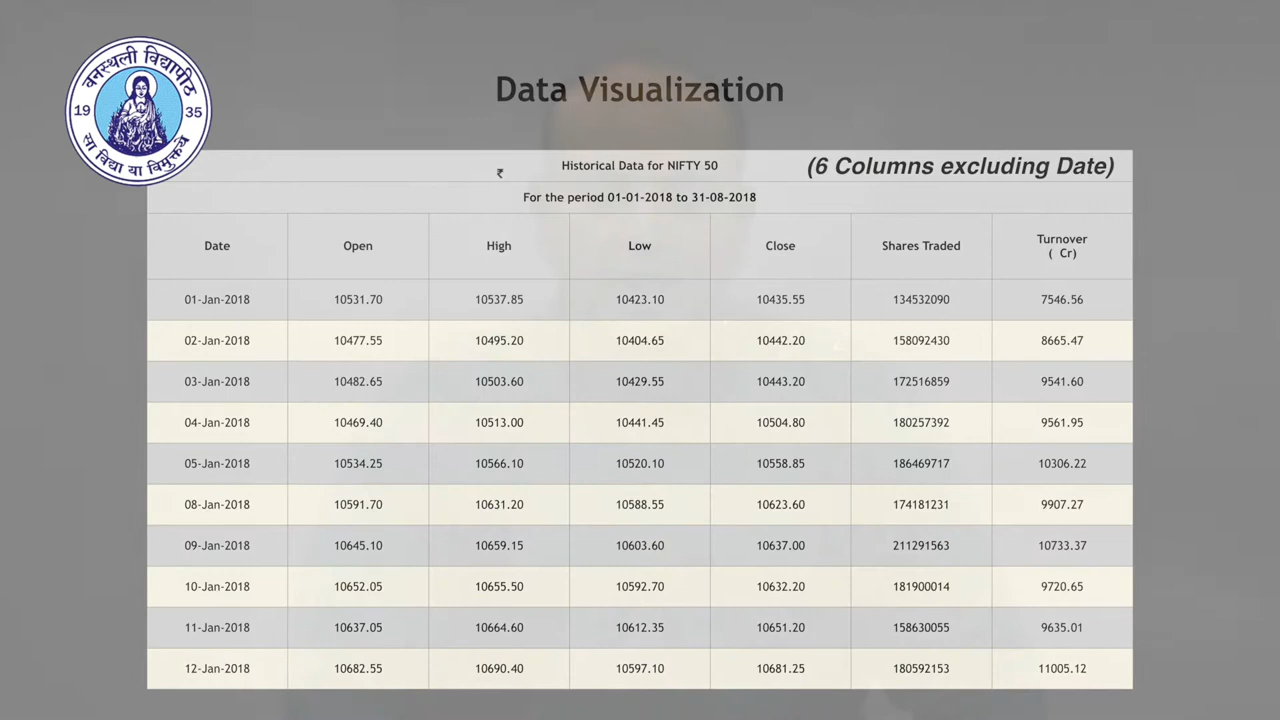 वनस्थली विद्यापीठ
19 35
सा विद्या या विमुक्तये
Data Visualization
₹ Historical Data for NIFTY 50 (6 Columns excluding Date)
For the period 01-01-2018 to 31-08-2018
Date Open High Low Close Shares Traded Turnover
( Cr)
01-Jan-2018 10531.70 10537.85 10423.10 10435.55 134532090 7546.56
02-Jan-2018 10477.55 10495.20 10404.65 10442.20 158092430 8665.47
03-Jan-2018 10482.65 10503.60 10429.55 10443.20 172516859 9541.60
04-Jan-2018 10469.40 10513.00 10441.45 10504.80 180257392 9561.95
05-Jan-2018 10534.25 10566.10 10520.10 10558.85 186469717 10306.22
08-Jan-2018 10591.70 10631.20 10588.55 10623.60 174181231 9907.27
09-Jan-2018 10645.10 10659.15 10603.60 10637.00 211291563 10733.37
10-Jan-2018 10652.05 10655.50 10592.70 10632.20 181900014 9720.65
11-Jan-2018 10637.05 10664.60 10612.35 10651.20 158630055 9635.01
12-Jan-2018 10682.55 10690.40 10597.10 10681.25 180592153 11005.12